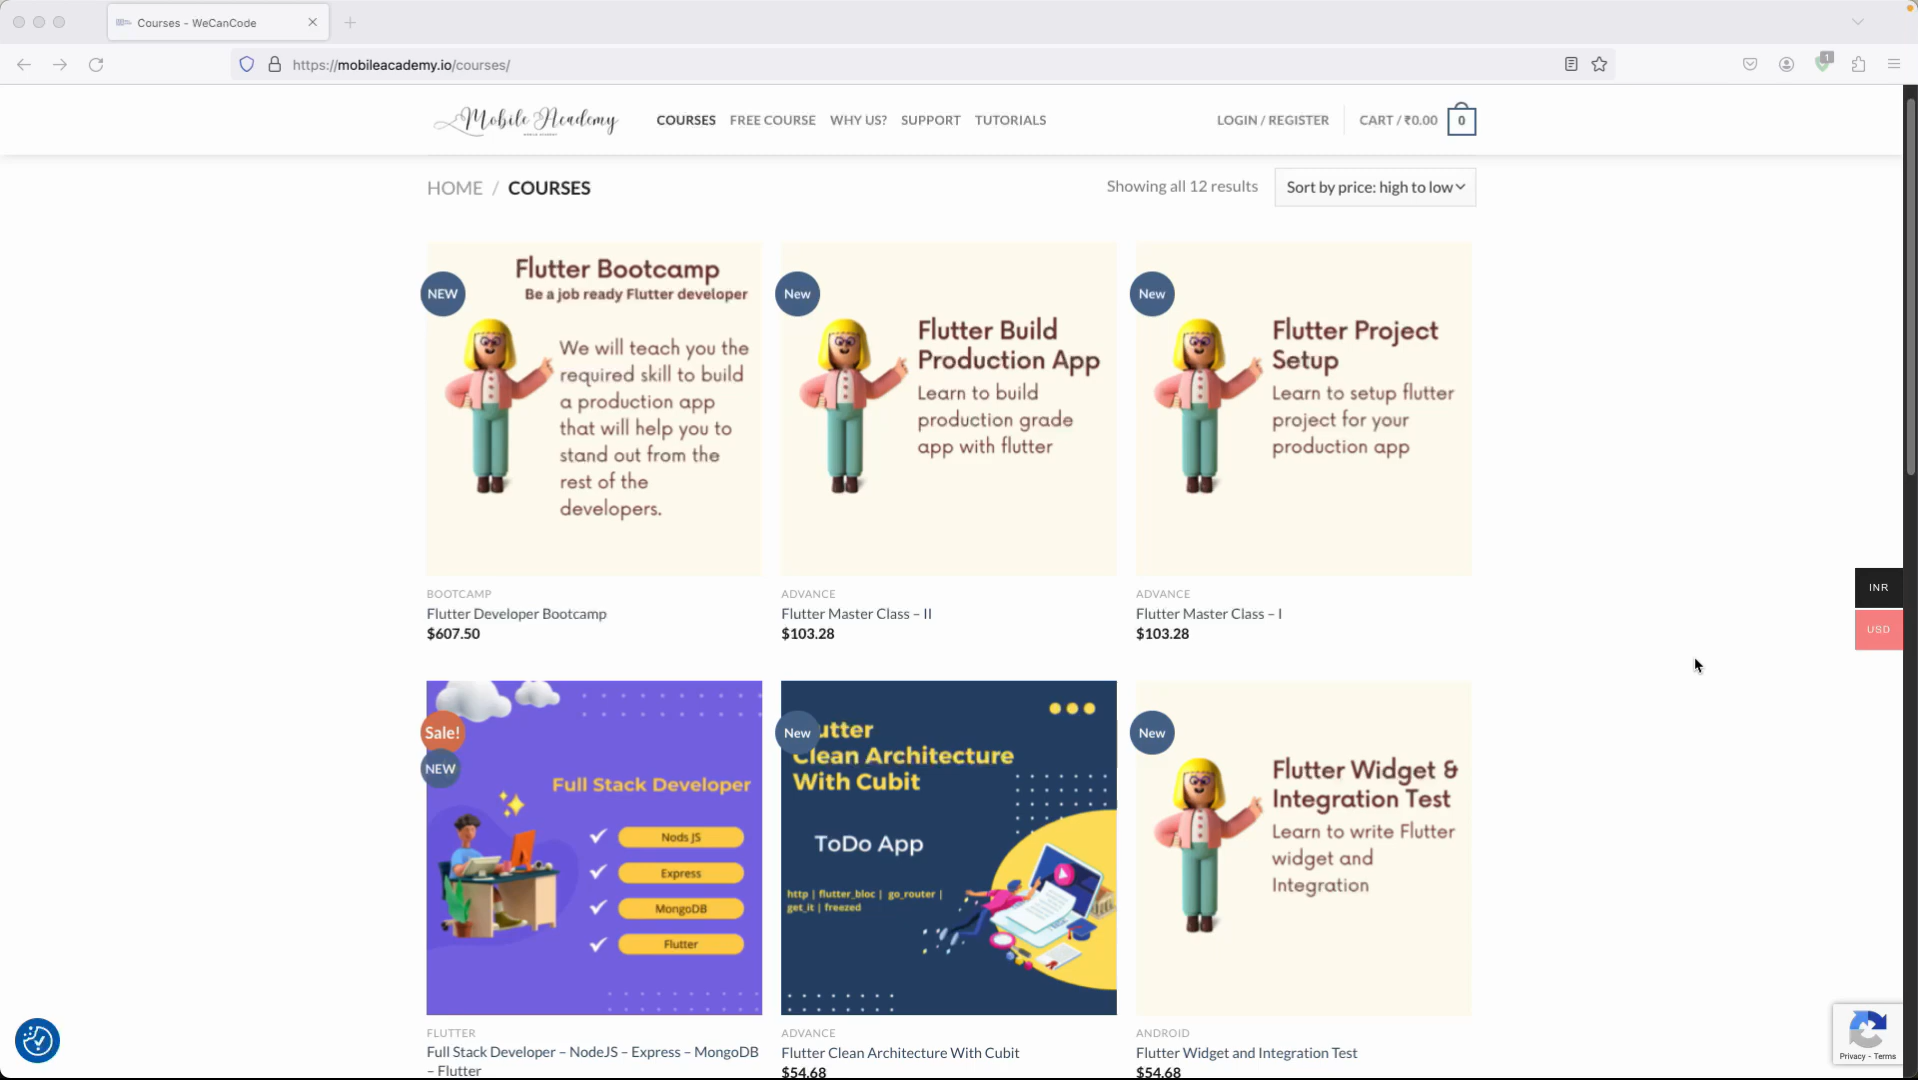 Courses - WeCanCode
https://mobileacademy.io/courses/
1
Mobile Academy
COURSES FREE COURSE WHY US? SUPPORT TUTORIALS
LOGIN / REGISTER CART / ₹0.00 0
HOME / COURSES
Showing all 12 results Sort by price: high to low
NEW
Flutter Bootcamp
Be a job ready Flutter developer
We will teach you the
required skill to build
a production app
that will help you to
stand out from the
rest of the
developers.
BOOTCAMP
Flutter Developer Bootcamp
$607.50
New
Flutter Build
Production App
Learn to build
production grade
app with flutter
ADVANCE
Flutter Master Class – II
$103.28
New
Flutter Project
Setup
Learn to setup flutter
project for your
production app
ADVANCE
Flutter Master Class – I
$103.28
INR
USD
Sale!
NEW
Full Stack Developer
Nods JS
Express
MongoDB
Flutter
FLUTTER
Full Stack Developer – NodeJS – Express – MongoDB
– Flutter
New
utter
Clean Architecture
With Cubit
ToDo App
http | flutter_bloc | go_router |
get_it | freezed
ADVANCE
Flutter Clean Architecture With Cubit
$54.68
New
Flutter Widget &
Integration Test
Learn to write Flutter
widget and
Integration
ANDROID
Flutter Widget and Integration Test
$54.68
Privacy - Terms